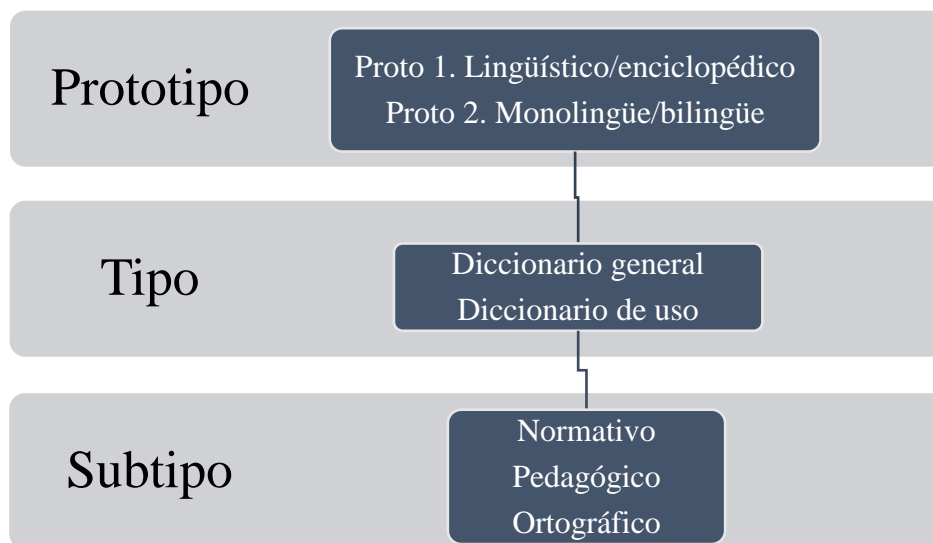 Prototipo
Proto 1. Lingüístico/enciclopédico
Proto 2. Monolingüe/bilingüe
Tipo
Diccionario general
Diccionario de uso
Subtipo
Normativo
Pedagógico
Ortográfico